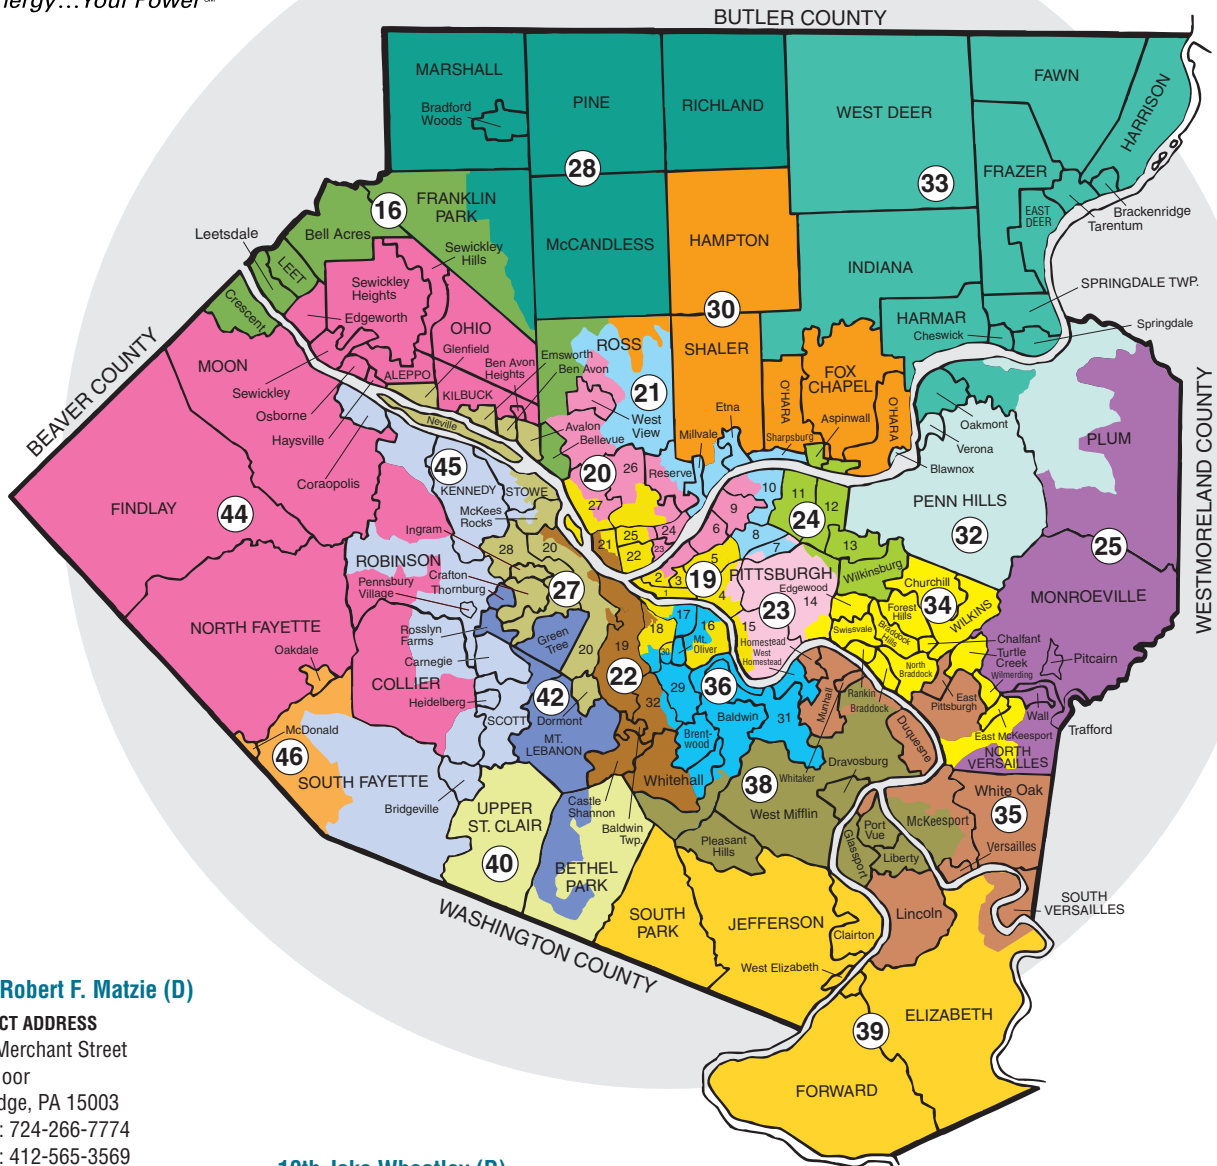 BUTLER COUNTY
MARSHALL
Bradford
Woods
PINE
RICHLAND
WEST DEER
FAWN
HARRISON
28
33
FRAZER
EAST
DEER
Brackenridge
Tarentum
16
FRANKLIN
PARK
Bell Acres
Leetsdale
LEET
Sewickley
Hills
McCANDLESS
HAMPTON
INDIANA
SPRINGDALE TWP.
Crescent
Sewickley
Heights
Edgeworth
OHIO
30
HARMAR
Cheswick
Springdale
BEAVER COUNTY
MOON
Glenfield
Ben Avon
Heights
Emsworth
Ben Avon
ROSS
SHALER
FOX
CHAPEL
O'HARA
O'HARA
Sewickley
ALEPPO
KILBUCK
21
Osborne
Haysville
Neville
Avalon
Bellevue
West
View
Etna
Millvale
Sharpsburg
Aspinwall
Oakmont
Verona
Blawnox
PLUM
WESTMORELAND COUNTY
Coraopolis
45
KENNEDY
STOWE
McKees
Rocks
20
26
Reserve
27
10
11
12
24
PENN HILLS
32
25
FINDLAY
44
Ingram
28
20
21
25
22
24
23
9
6
8
7
5
13
ROBINSON
Pennsbury
Village
Crafton
Thornburg
27
2
3
1
4
19
PITTSBURGH
Edgewood
14
23
Wilkinsburg
Churchill
34
WILKINS
MONROEVILLE
NORTH FAYETTE
Oakdale
Rosslyn
Farms
Carnegie
Green
Tree
20
19
18
17
16
30
Mt.
Oliver
15
Homestead
West
Homestead
Swissvale
Forest
Hills
Braddock
Hills
North
Braddock
Chalfant
Turtle
Creek
Wilmerding
Pitcairn
COLLIER
Heidelberg
SCOTT
42
Dormont
MT.
LEBANON
22
32
29
36
Baldwin
31
Brent-
wood
Munhall
Rankin
Braddock
East
Pittsburgh
Wall
Trafford
East McKeesport
NORTH
VERSAILLES
McDonald
46
SOUTH FAYETTE
Bridgeville
UPPER
ST. CLAIR
40
Castle
Shannon
Baldwin
Twp.
Whitehall
38
Whitaker
West Mifflin
Dravosburg
Duquesne
White Oak
35
Versailles
BETHEL
PARK
Pleasant
Hills
Glassport
Port
Vue
Liberty
McKeesport
SOUTH
VERSAILLES
WASHINGTON COUNTY
SOUTH
PARK
JEFFERSON
Clairton
Lincoln
West Elizabeth
ELIZABETH
39
FORWARD
Robert F. Matzie (D)
Merchant Street
PA 15003
724-266-7774
412-565-3569